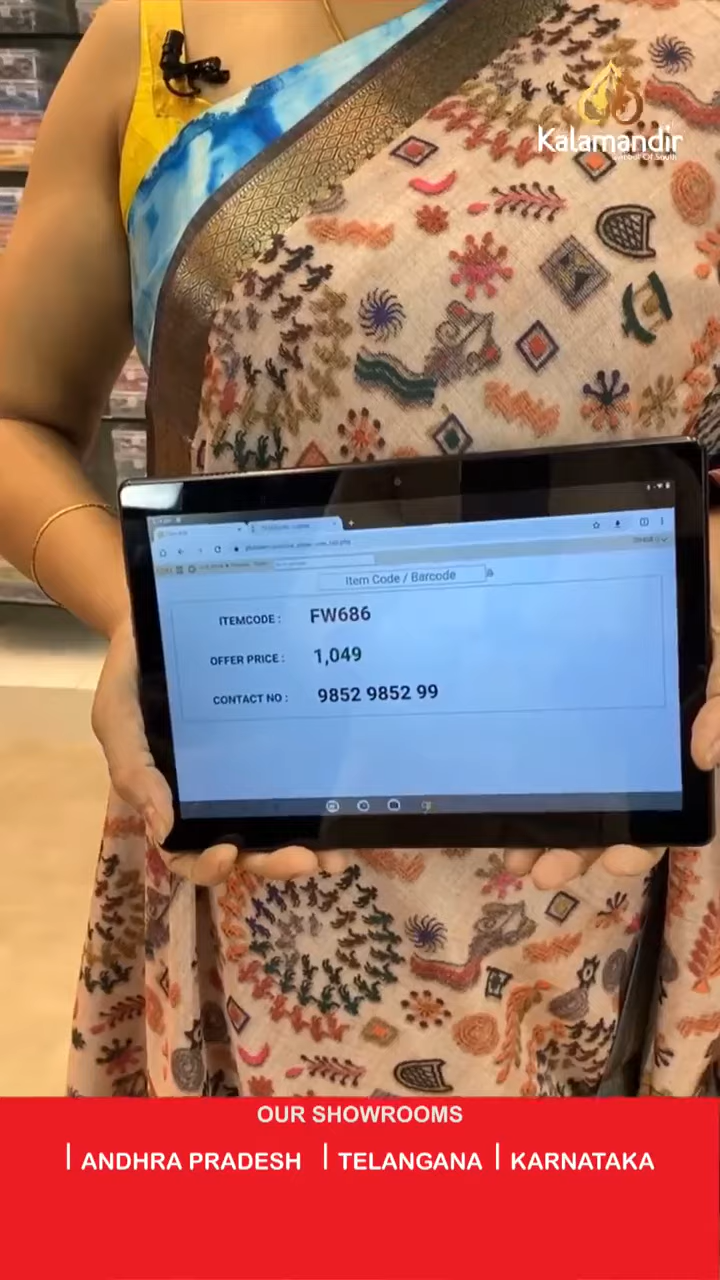 Kalamandir
Item Code / Barcode
ITEMCODE : FW686
OFFER PRICE : 1,049
CONTACT NO : 9852 9852 99
OUR SHOWROOMS
| ANDHRA PRADESH | TELANGANA | KARNATAKA